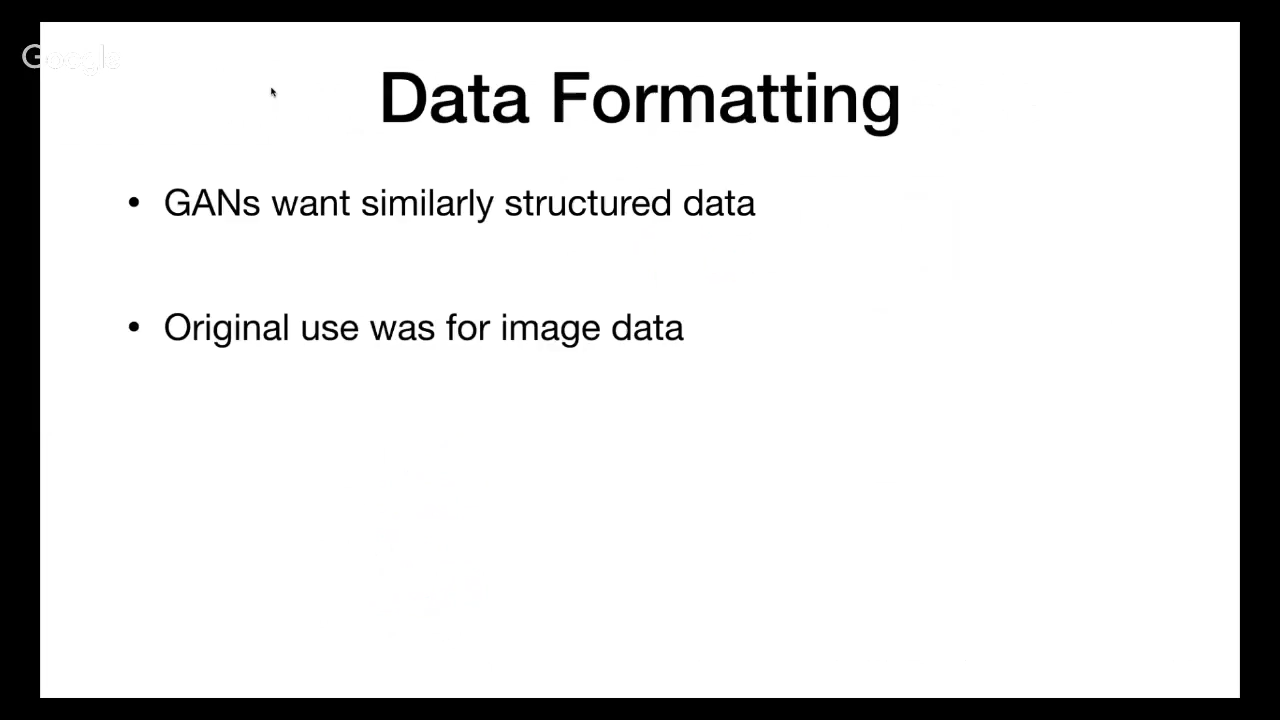 Google
Data Formatting
• GANs want similarly structured data
• Original use was for image data